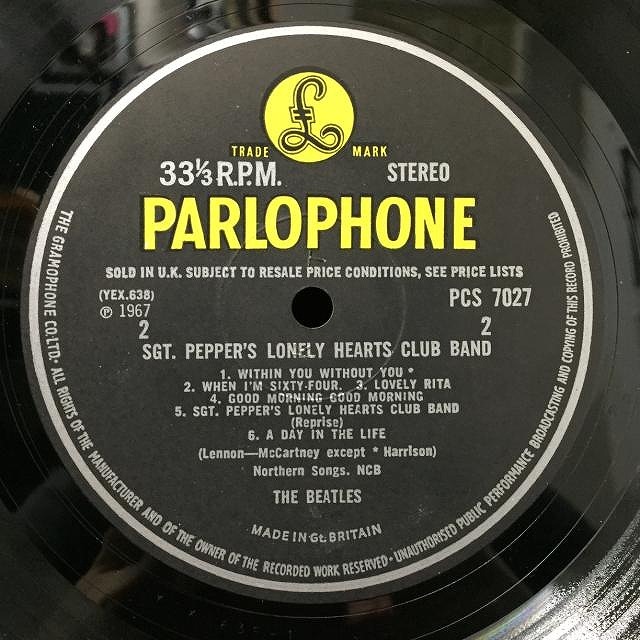 £
TRADE MARK
33⅓ R.P.M. STEREO
PARLOPHONE
SOLD IN U.K. SUBJECT TO RESALE PRICE CONDITIONS, SEE PRICE LISTS
(YEX.638) PCS 7027
Ⓟ 1967
2 2
SGT. PEPPER'S LONELY HEARTS CLUB BAND
1. WITHIN YOU WITHOUT YOU *
2. WHEN I'M SIXTY-FOUR. 3. LOVELY RITA
4. GOOD MORNING GOOD MORNING
5. SGT. PEPPER'S LONELY HEARTS CLUB BAND
(Reprise)
6. A DAY IN THE LIFE
(Lennon—McCartney except * Harrison)
Northern Songs. NCB
THE BEATLES
MADE IN Gt. BRITAIN
THE GRAMOPHONE CO. LTD. · ALL RIGHTS OF THE MANUFACTURER AND OF THE OWNER OF THE RECORDED WORK RESERVED · UNAUTHORISED PUBLIC PERFORMANCE BROADCASTING AND COPYING OF THIS RECORD PROHIBITED